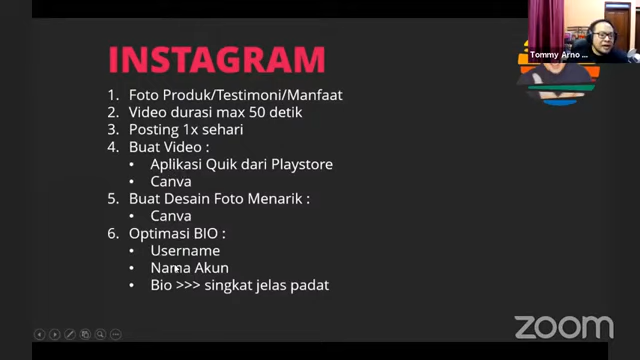 INSTAGRAM
1. Foto Produk/Testimoni/Manfaat
2. Video durasi max 50 detik
3. Posting 1x sehari
4. Buat Video :
• Aplikasi Quik dari Playstore
• Canva
5. Buat Desain Foto Menarik :
• Canva
6. Optimasi BIO :
• Username
• Nama Akun
• Bio >>> singkat jelas padat
Tommy Arno ...
zoom